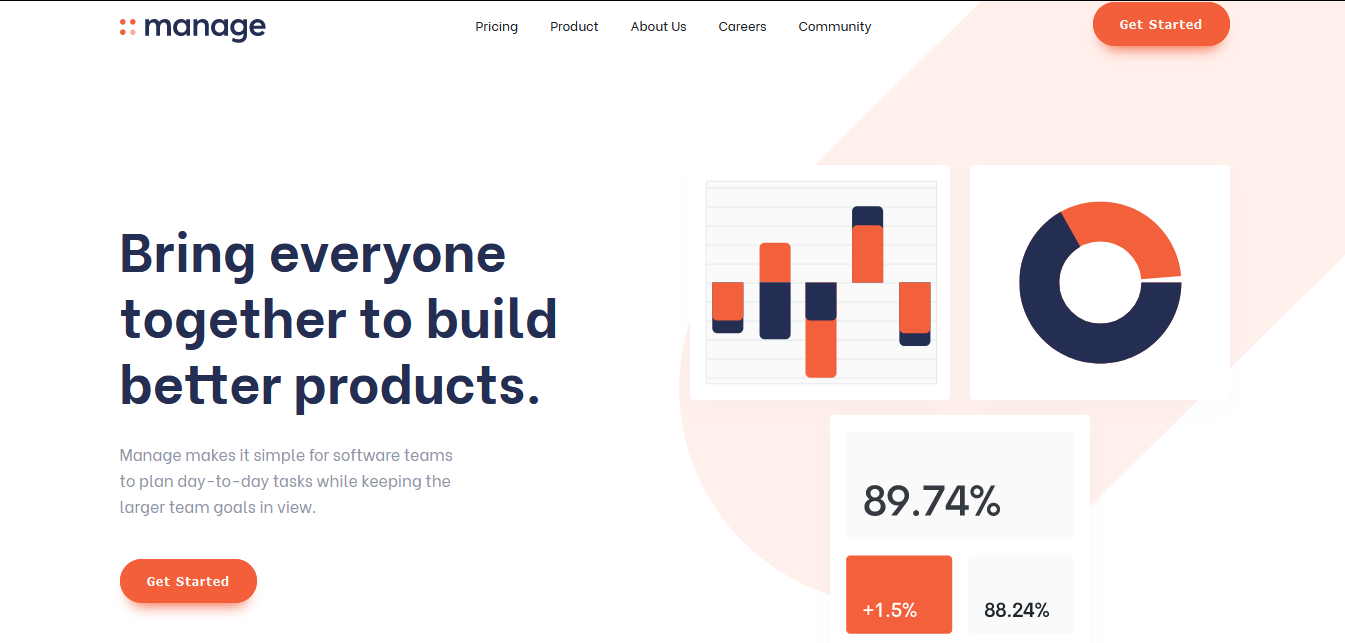 manage
Pricing
Product
About Us
Careers
Community
Get Started
Bring everyone
together to build
better products.
Manage makes it simple for software teams
to plan day-to-day tasks while keeping the
larger team goals in view.
Get Started
89.74%
+1.5%
88.24%